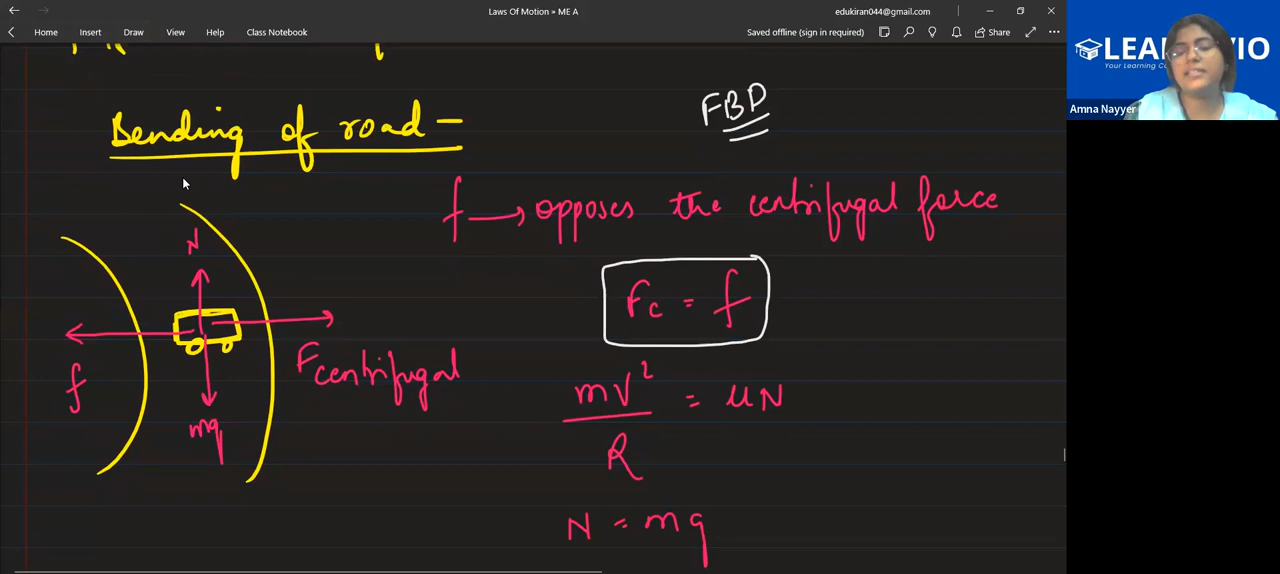 Laws Of Motion » ME A
edukiran044@gmail.com
Home Insert Draw View Help Class Notebook
Saved offline (sign in required)
Share
LEA VIO
Your Learning
Amna Nayyer
FBD
Bending of road -
f → opposes the centrifugal force
N
Fc = f
f
Fcentrifugal
mg
mV² / R = μN
N = mg